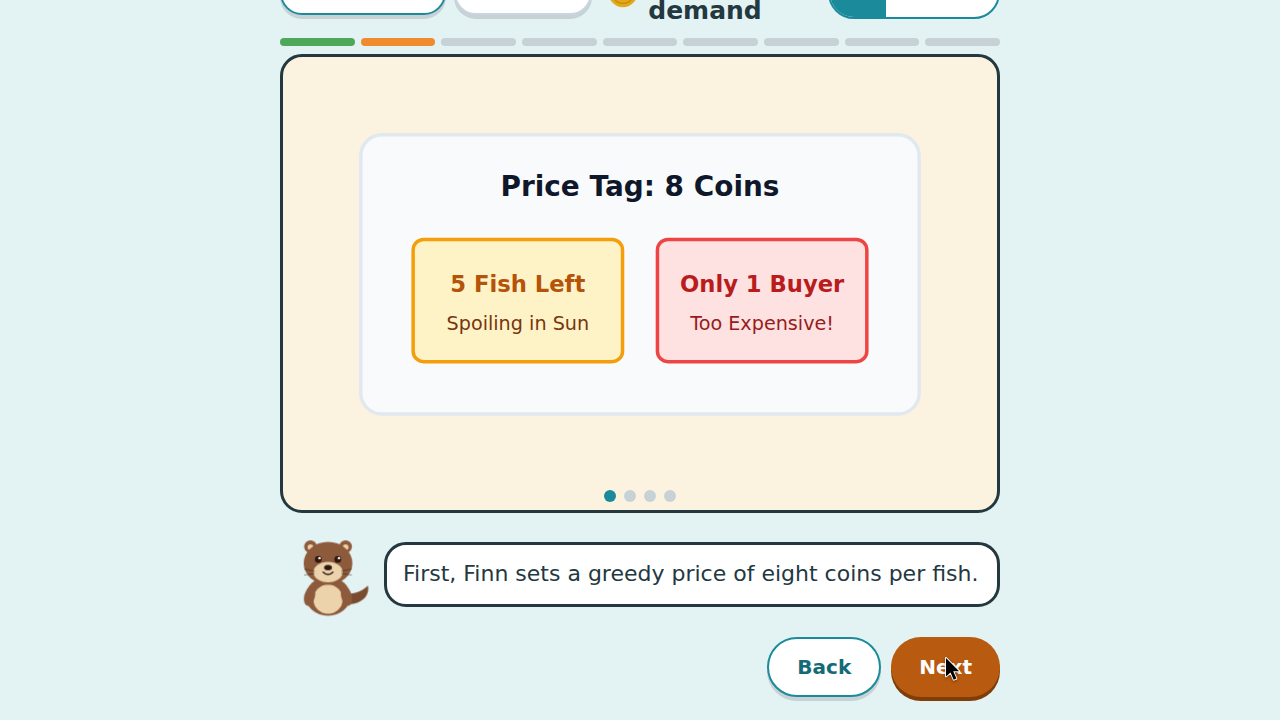 demand
Price Tag: 8 Coins
5 Fish Left
Spoiling in Sun
Only 1 Buyer
Too Expensive!
First, Finn sets a greedy price of eight coins per fish.
Back
Next